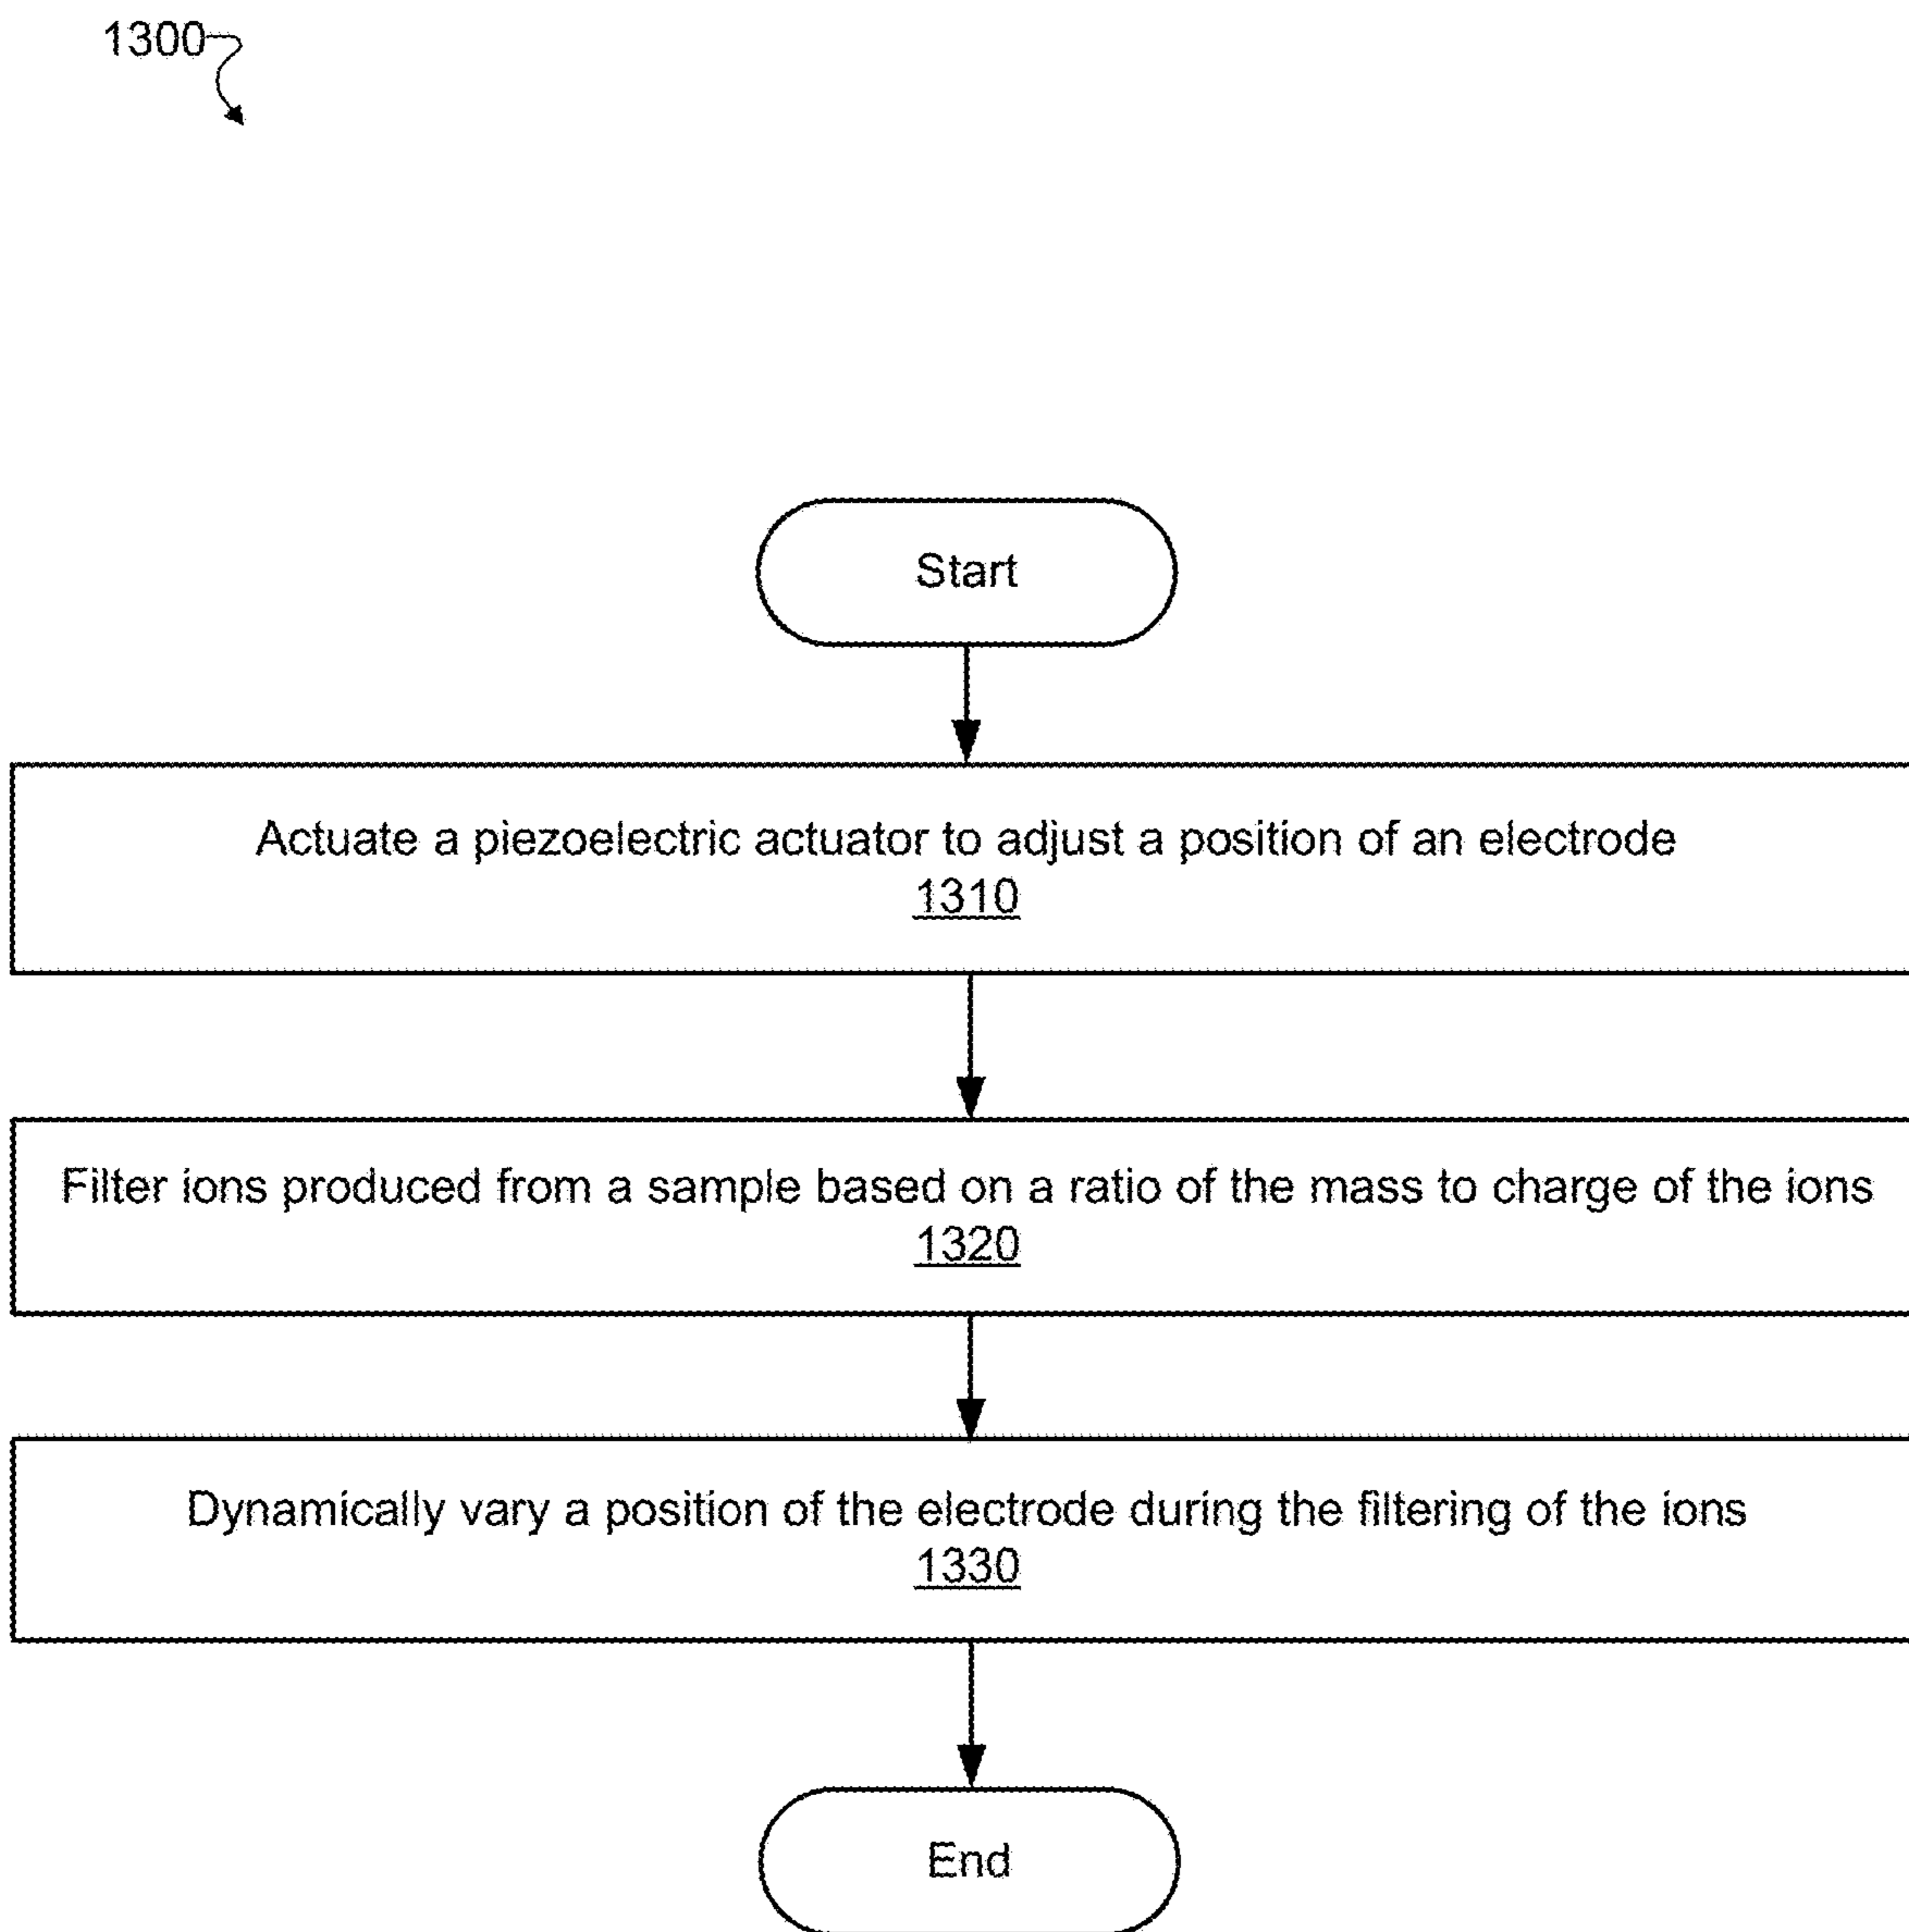 1300
Start
Actuate a piezoelectric actuator to adjust a position of an electrode
1310
Filter ions produced from a sample based on a ratio of the mass to charge of the ions
1320
Dynamically vary a position of the electrode during the filtering of the ions
1330
End